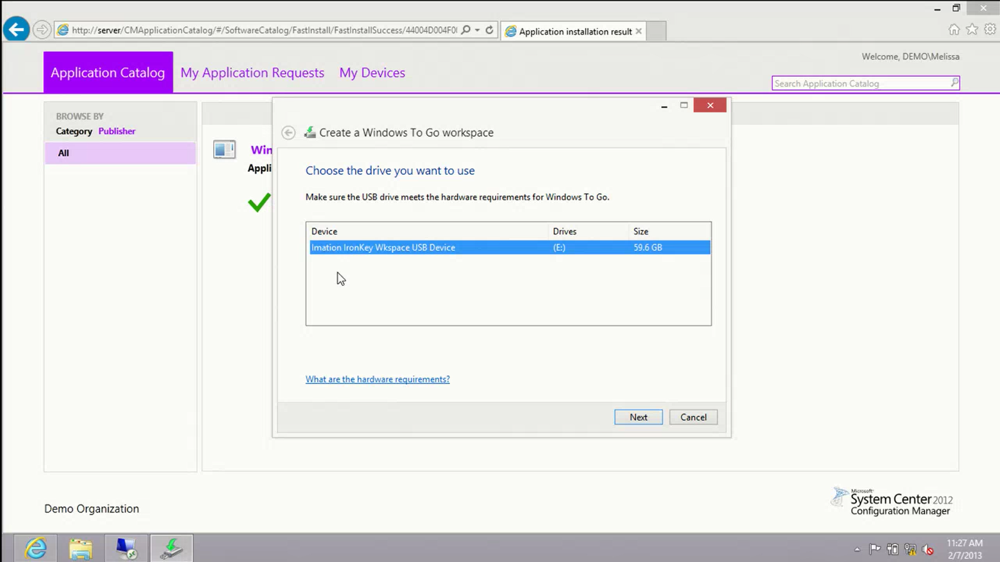 http://server/CMApplicationCatalog/#/SoftwareCatalog/FastInstall/FastInstallSuccess/44004D004F0(
Application installation result
Welcome, DEMO\Melissa
Application Catalog
My Application Requests
My Devices
Search Application Catalog
BROWSE BY
Category Publisher
All
Win
Appli
Create a Windows To Go workspace
Choose the drive you want to use
Make sure the USB drive meets the hardware requirements for Windows To Go.
Device Drives Size
Imation IronKey Wkspace USB Device (E:) 59.6 GB
What are the hardware requirements?
Next Cancel
Demo Organization
Microsoft
System Center 2012
Configuration Manager
11:27 AM
2/7/2013